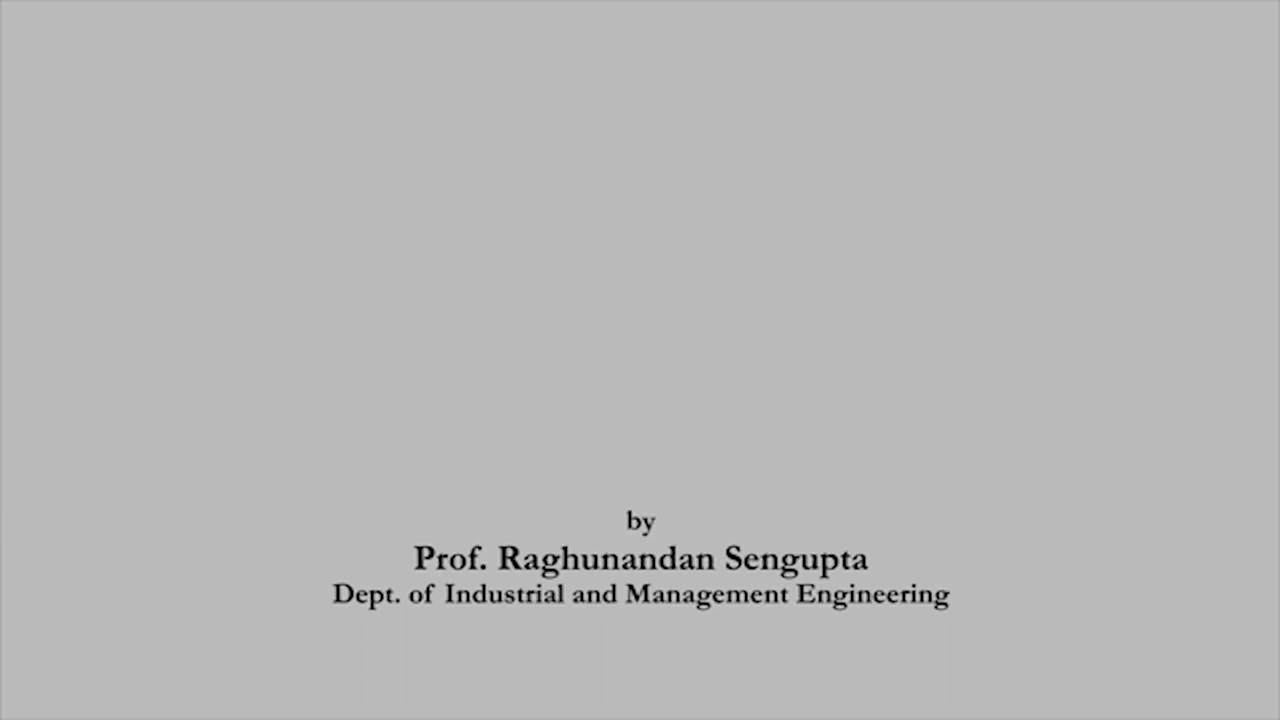 by
Prof. Raghunandan Sengupta
Dept. of Industrial and Management Engineering